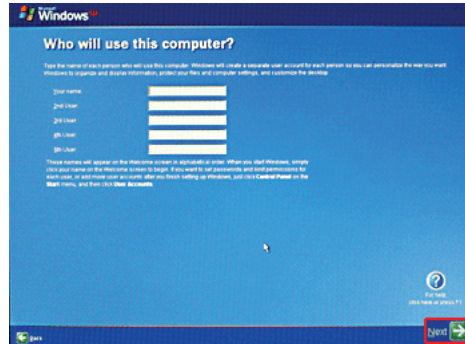 Microsoft
Windows xp
Who will use this computer?
Type the name of each person who will use this computer. Windows will create a separate user account for each person so you can personalize the way you want
Windows to organize and display information, protect your files and computer settings, and customize the desktop.
Your name:
2nd User:
3rd User:
4th User:
5th User:
These names will appear on the Welcome screen in alphabetical order. When you start Windows, simply
click your name on the Welcome screen to begin. If you want to set passwords and limit permissions for
each user, or add more user accounts after you finish setting up Windows, just click Control Panel on the
Start menu, and then click User Accounts.
For help,
click here or press F1
Back
Next